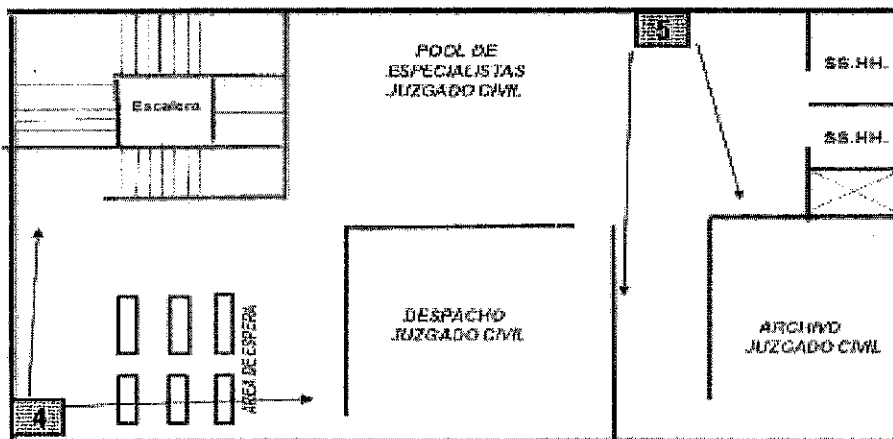 5
POOL DE
ESPECIALISTAS
JUZGADO CIVIL
SS.HH.
Escalera
SS.HH.
AREA DE ESPERA
DESPACHO
JUZGADO CIVIL
ARCHIVO
JUZGADO CIVIL
4